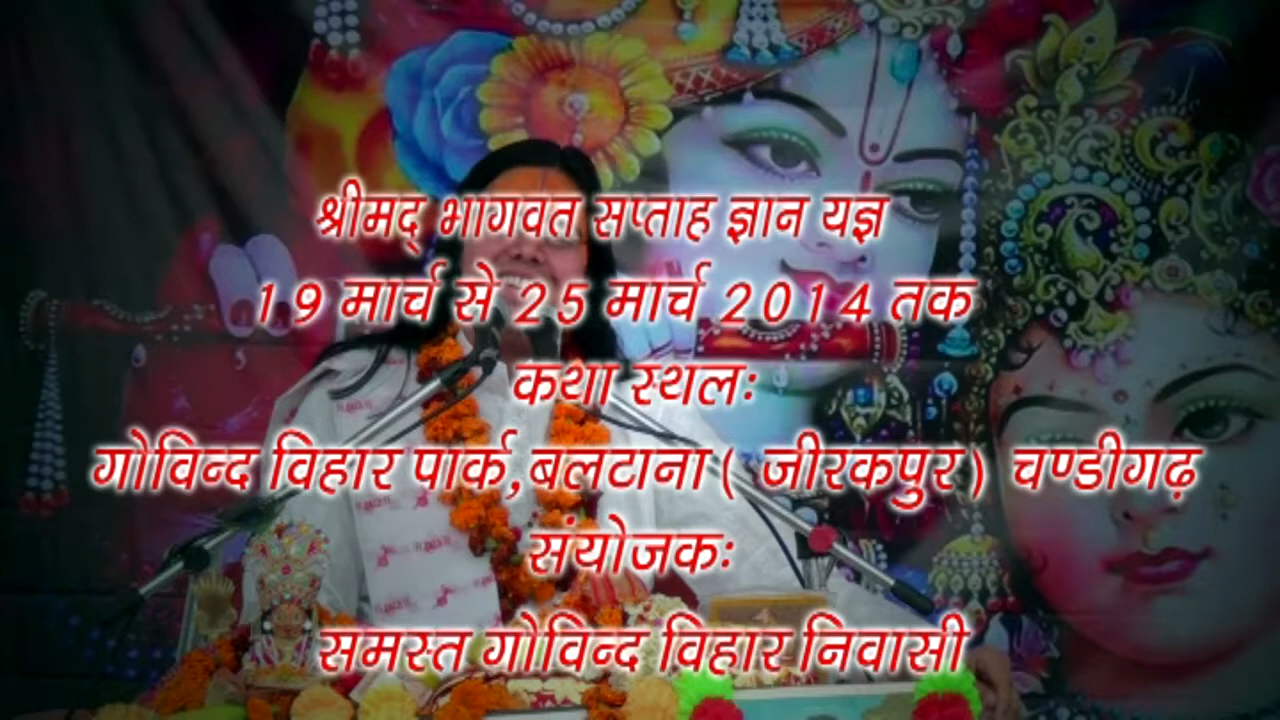 श्रीमद् भागवत सप्ताह ज्ञान यज्ञ
19 मार्च से 25 मार्च 2014 तक
कथा स्थलः
गोविन्द विहार पार्क,बलटाना ( जीरकपुर ) चण्डीगढ़
संयोजकः
समस्त गोविन्द विहार निवासी